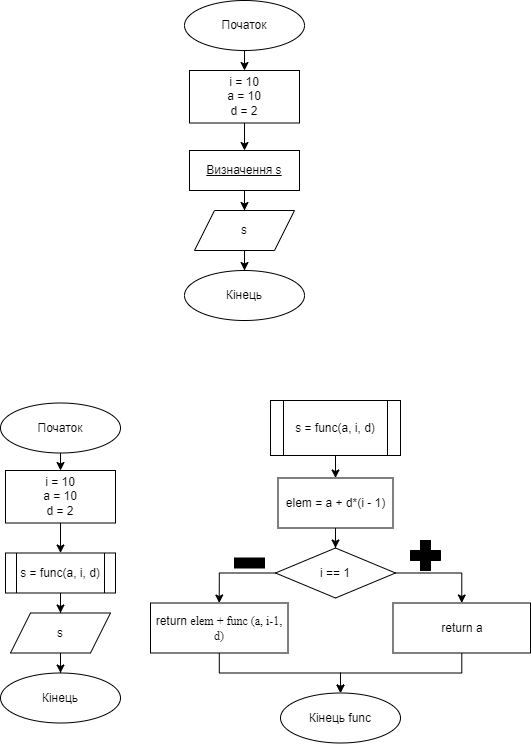 Початок
i = 10
a = 10
d = 2
Визначення s
s
Кінець
Початок
i = 10
a = 10
d = 2
s = func(a, i, d)
s
Кінець
s = func(a, i, d)
elem = a + d*(i - 1)
i == 1
return elem + func (a, i-1,
d)
return a
Кінець func